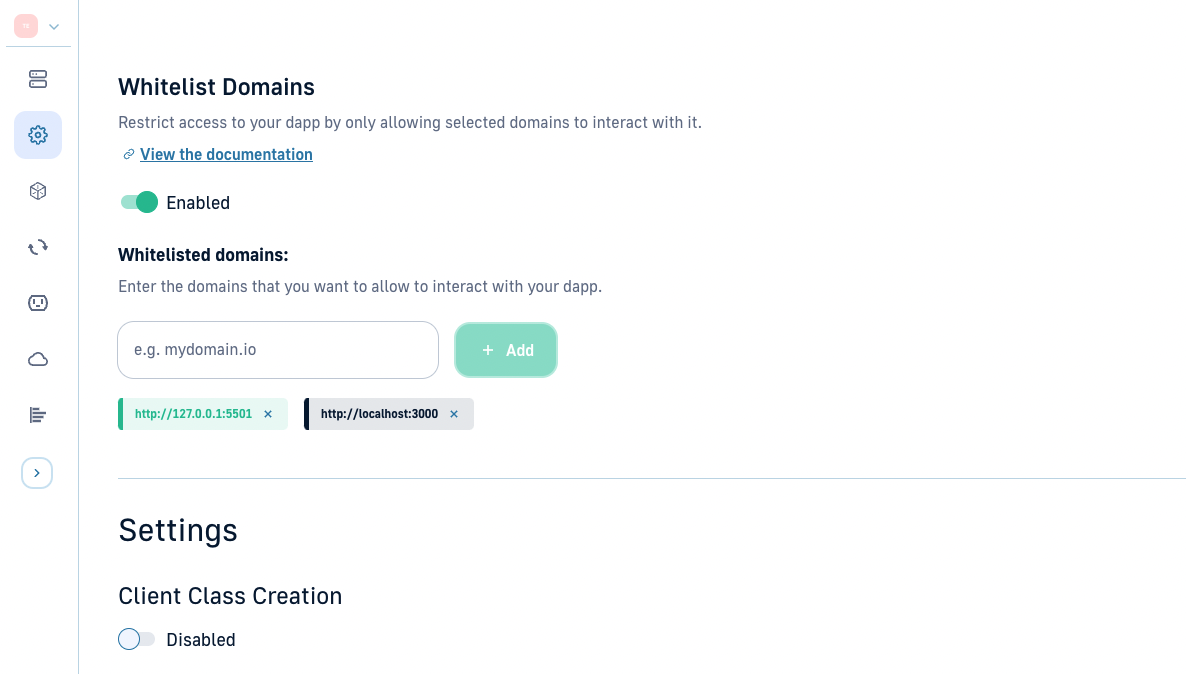 Whitelist Domains
Restrict access to your dapp by only allowing selected domains to interact with it.
View the documentation
Enabled
Whitelisted domains:
Enter the domains that you want to allow to interact with your dapp.
e.g. mydomain.io
+ Add
http://127.0.0.1:5501 ×
http://localhost:3000 ×
Settings
Client Class Creation
Disabled